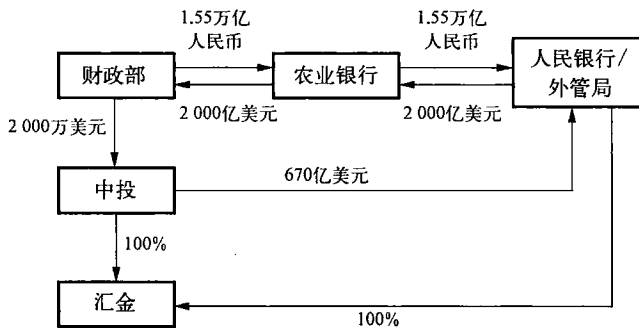 1.55万亿
人民币
1.55万亿
人民币
财政部
农业银行
人民银行/
外管局
2 000亿美元
2 000亿美元
2 000万美元
中投
670亿美元
100%
汇金
100%